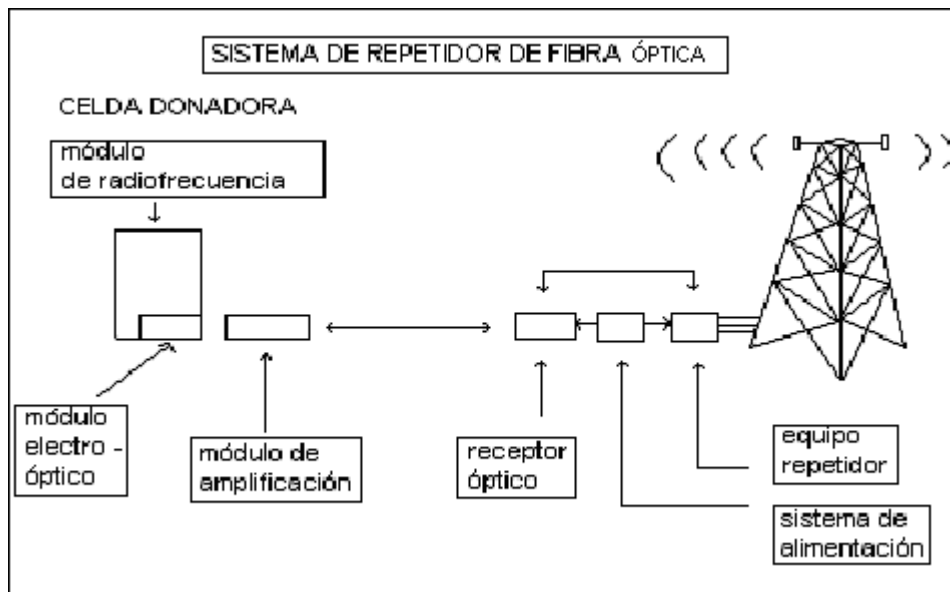 SISTEMA DE REPETIDOR DE FIBRA ÓPTICA
CELDA DONADORA
módulo
de radiofrecuencia
módulo
electro -
óptico
módulo de
amplificación
receptor
óptico
equipo
repetidor
sistema de
alimentación